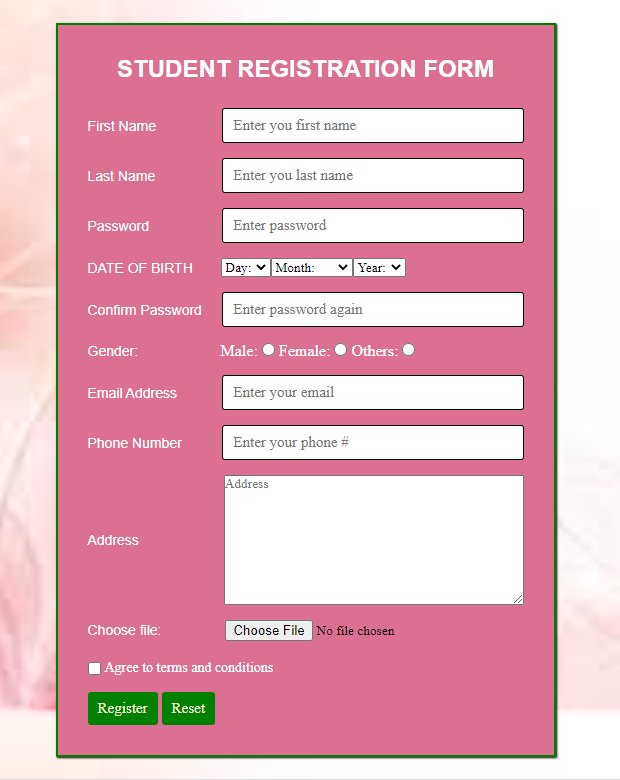 STUDENT REGISTRATION FORM
First Name Enter you first name
Last Name Enter you last name
Password Enter password
DATE OF BIRTH Day: Month: Year:
Confirm Password Enter password again
Gender: Male: Female: Others:
Email Address Enter your email
Phone Number Enter your phone #
Address
Address
Choose file: Choose File No file chosen
Agree to terms and conditions
Register Reset